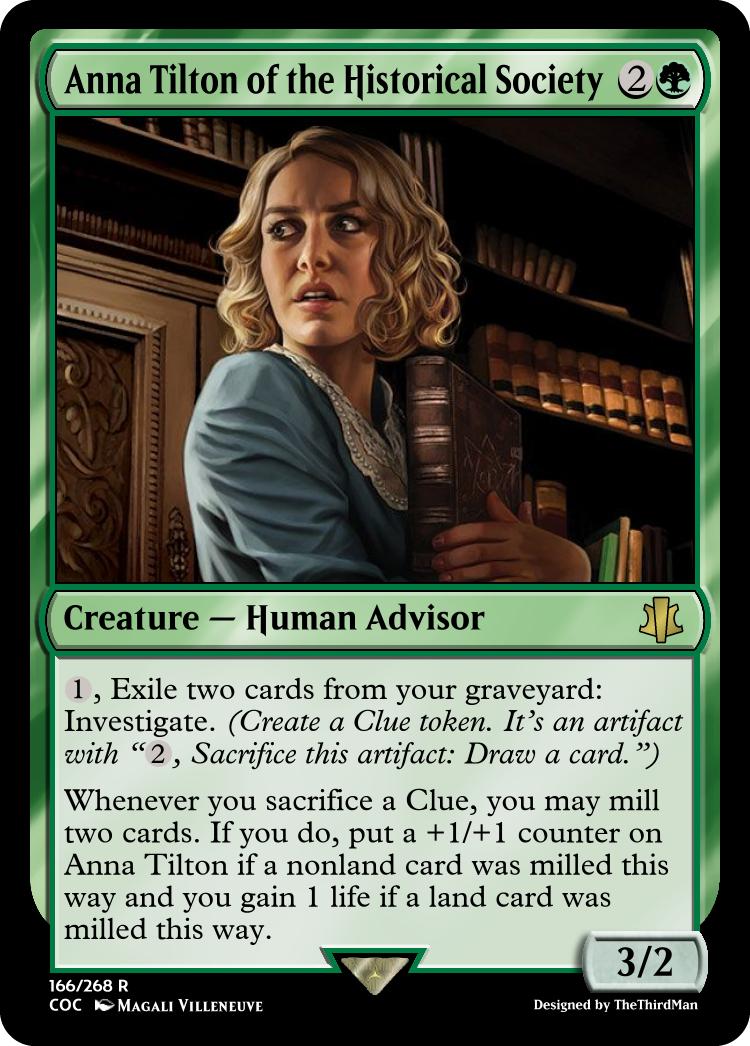 Anna Tilton of the Historical Society 2
Creature — Human Advisor
1, Exile two cards from your graveyard:
Investigate. (Create a Clue token. It's an artifact
with “2, Sacrifice this artifact: Draw a card.”)
Whenever you sacrifice a Clue, you may mill
two cards. If you do, put a +1/+1 counter on
Anna Tilton if a nonland card was milled this
way and you gain 1 life if a land card was
milled this way.
3/2
166/268 R
COC Magali Villeneuve
Designed by TheThirdMan